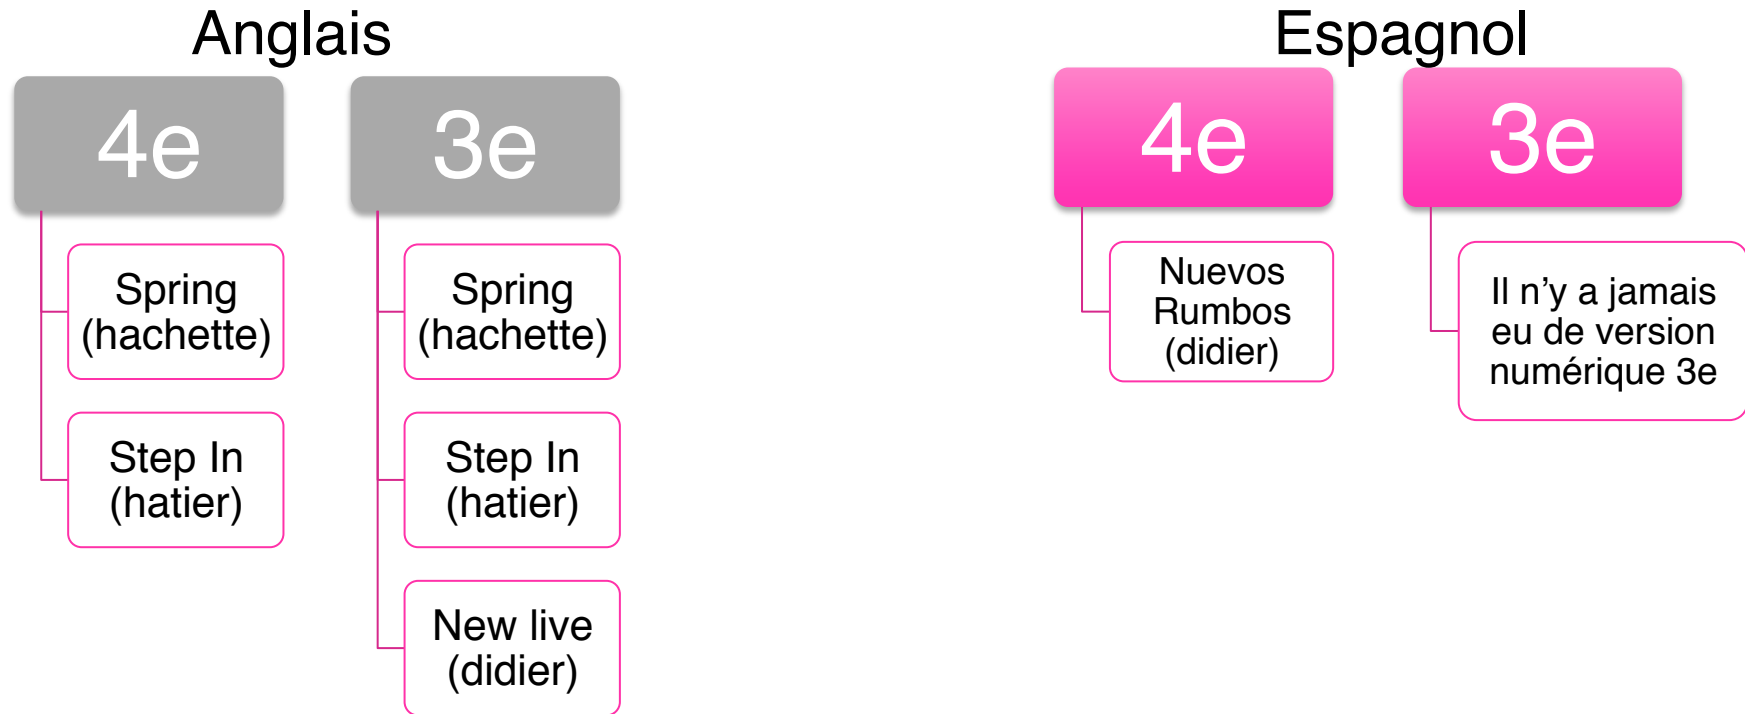 Anglais
4e
Spring
(hachette)
Step In
(hatier)
3e
Spring
(hachette)
Step In
(hatier)
New live
(didier)
Espagnol
4e
Nuevos
Rumbos
(didier)
3e
Il n'y a jamais
eu de version
numérique 3e